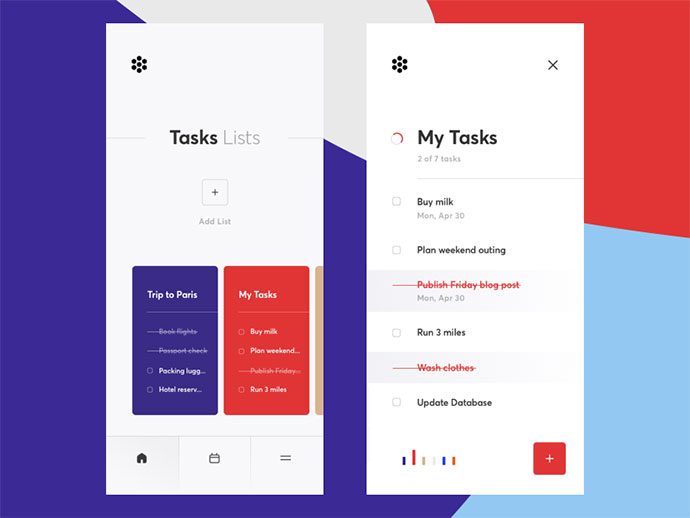 Tasks Lists
+
Add List
Trip to Paris
Book flights
Passport check
Packing lugg...
Hotel reserv...
My Tasks
Buy milk
Plan weekend...
Publish Friday...
Run 3 miles
My Tasks
2 of 7 tasks
Buy milk
Mon, Apr 30
Plan weekend outing
Publish Friday blog post
Mon, Apr 30
Run 3 miles
Wash clothes
Update Database
+